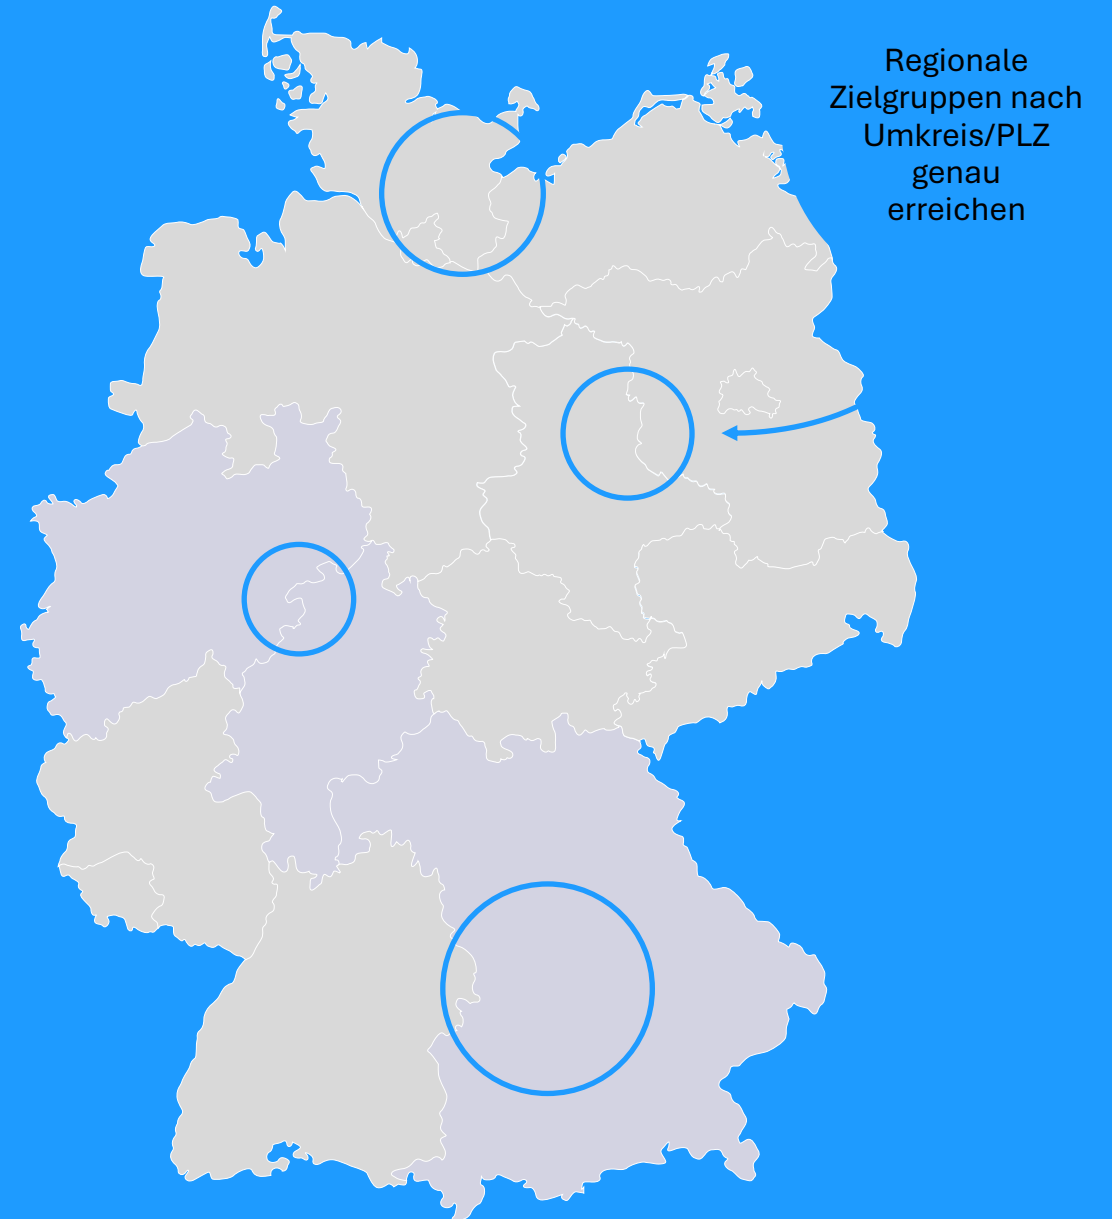 Regionale
Zielgruppen nach
Umkreis/PLZ
genau
erreichen